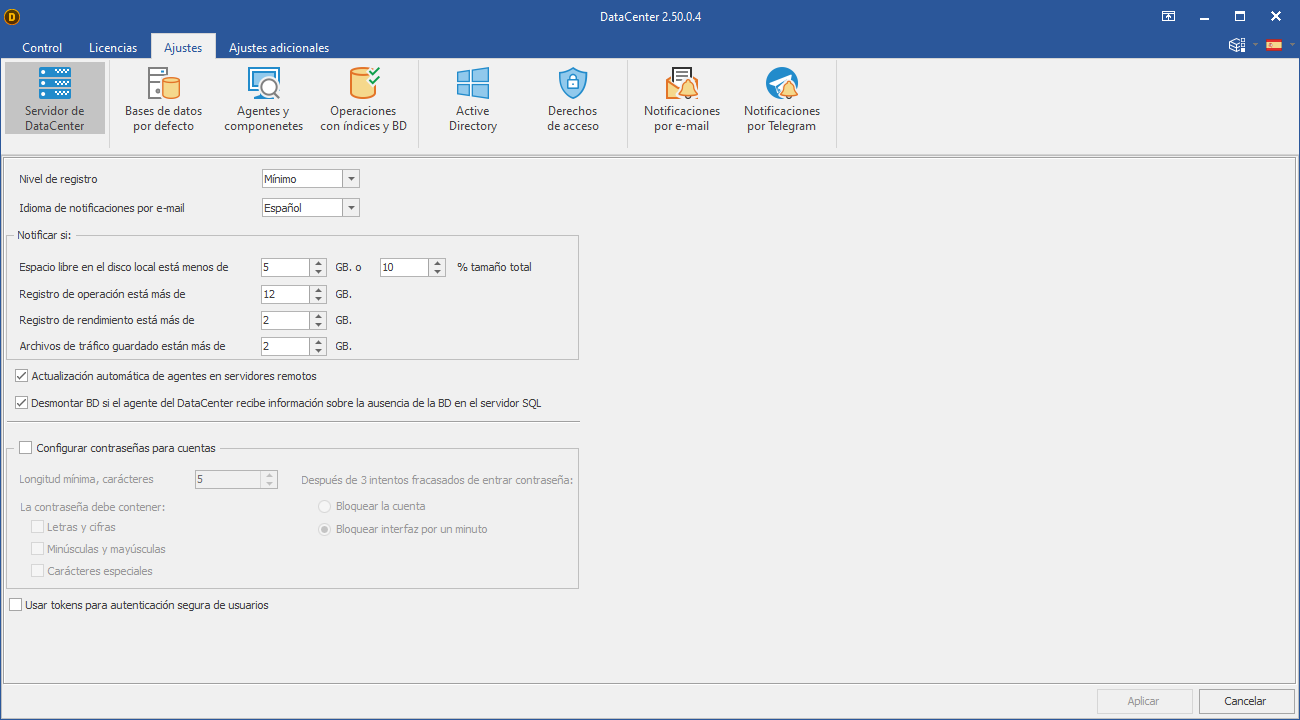 DataCenter 2.50.0.4
Control Licencias Ajustes Ajustes adicionales
Servidor de DataCenter
Bases de datos por defecto
Agentes y componenetes
Operaciones con índices y BD
Active Directory
Derechos de acceso
Notificaciones por e-mail
Notificaciones por Telegram
Nivel de registro Mínimo
Idioma de notificaciones por e-mail Español
Notificar si:
Espacio libre en el disco local está menos de 5 GB. o 10 % tamaño total
Registro de operación está más de 12 GB.
Registro de rendimiento está más de 2 GB.
Archivos de tráfico guardado están más de 2 GB.
Actualización automática de agentes en servidores remotos
Desmontar BD si el agente del DataCenter recibe información sobre la ausencia de la BD en el servidor SQL
Configurar contraseñas para cuentas
Longitud mínima, carácteres 5 Después de 3 intentos fracasados de entrar contraseña:
La contraseña debe contener: Bloquear la cuenta
Letras y cifras Bloquear interfaz por un minuto
Minúsculas y mayúsculas
Carácteres especiales
Usar tokens para autenticación segura de usuarios
Aplicar Cancelar